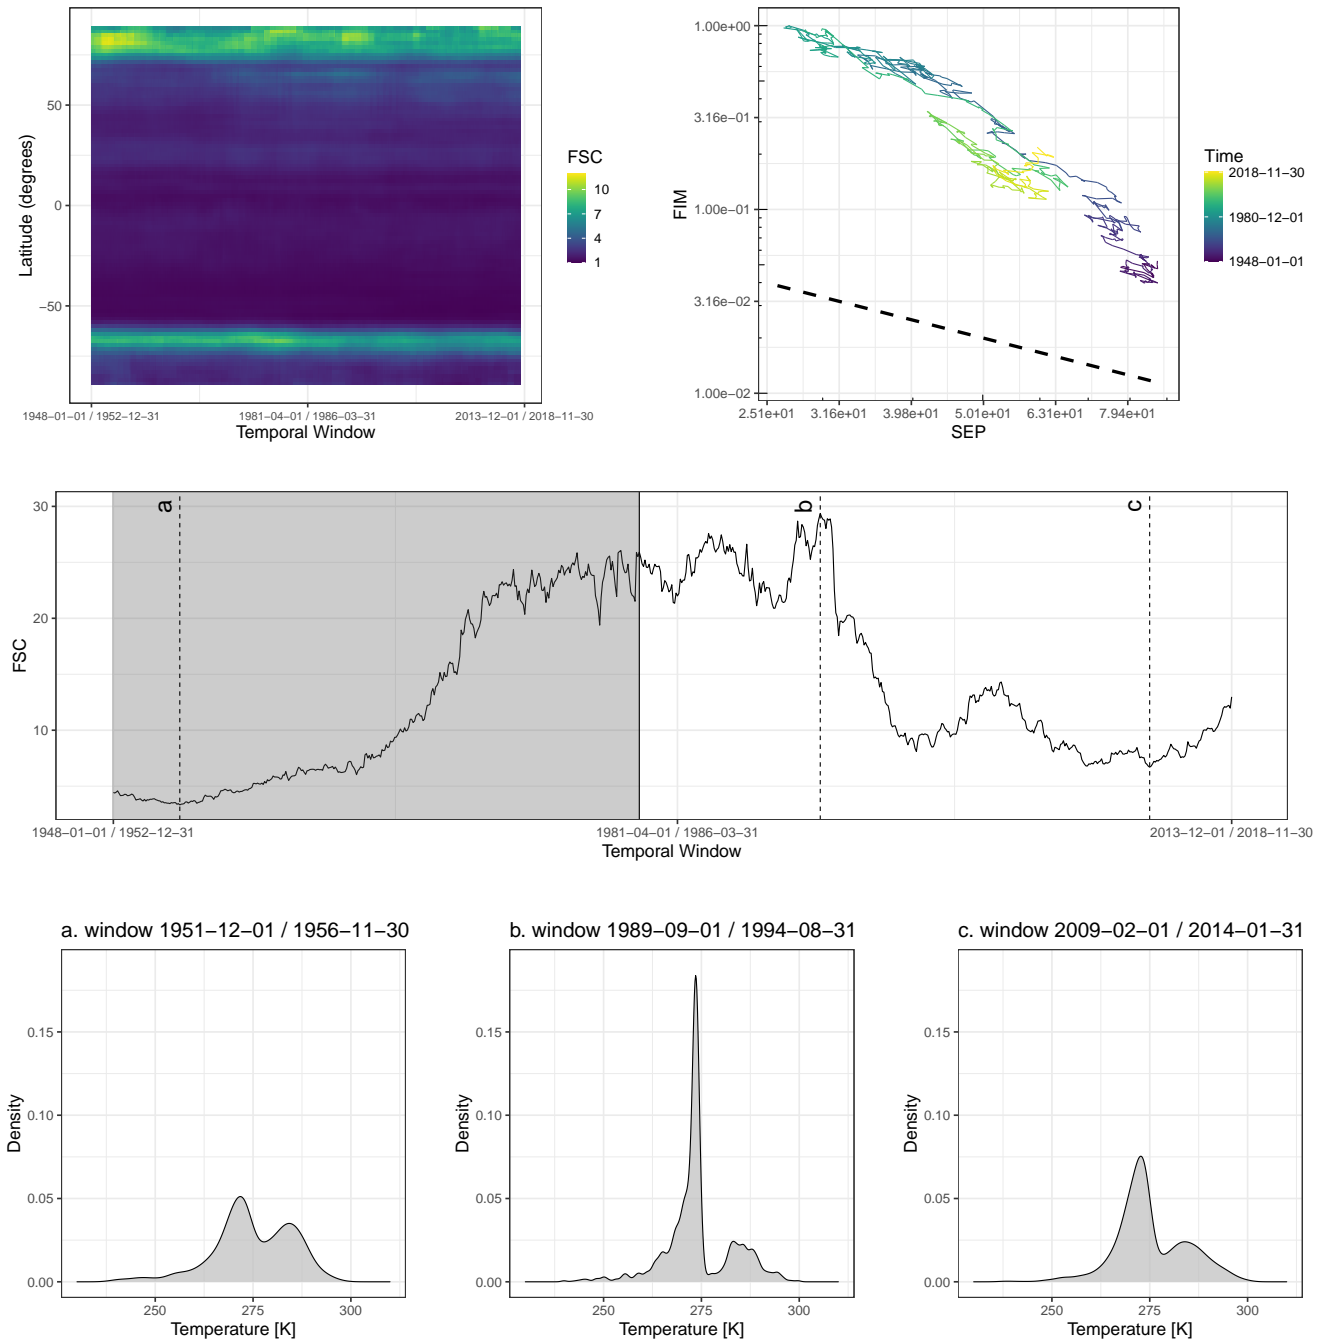 50
0
−50
Latitude (degrees)
1948−01−01 / 1952−12−31
1981−04−01 / 1986−03−31
2013−12−01 / 2018−11−30
Temporal Window
FSC
10
7
4
1
1.00e+00
3.16e−01
1.00e−01
3.16e−02
1.00e−02
FIM
2.51e+01
3.16e+01
3.98e+01
5.01e+01
6.31e+01
7.94e+01
SEP
Time
2018−11−30
1980−12−01
1948−01−01
30
20
10
FSC
a
b
c
1948−01−01 / 1952−12−31
1981−04−01 / 1986−03−31
2013−12−01 / 2018−11−30
Temporal Window
a. window 1951−12−01 / 1956−11−30
0.15
0.10
0.05
0.00
Density
250
275
300
Temperature [K]
b. window 1989−09−01 / 1994−08−31
0.15
0.10
0.05
0.00
Density
250
275
300
Temperature [K]
c. window 2009−02−01 / 2014−01−31
0.15
0.10
0.05
0.00
Density
250
275
300
Temperature [K]